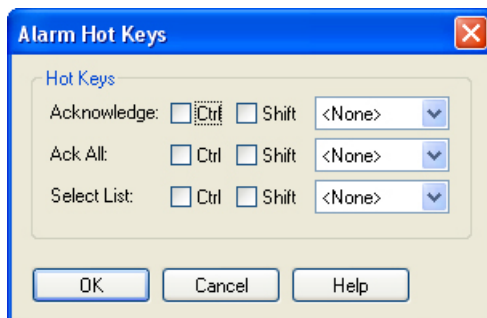 Alarm Hot Keys
Hot Keys
Acknowledge: Ctrl Shift <None>
Ack All: Ctrl Shift <None>
Select List: Ctrl Shift <None>
OK Cancel Help